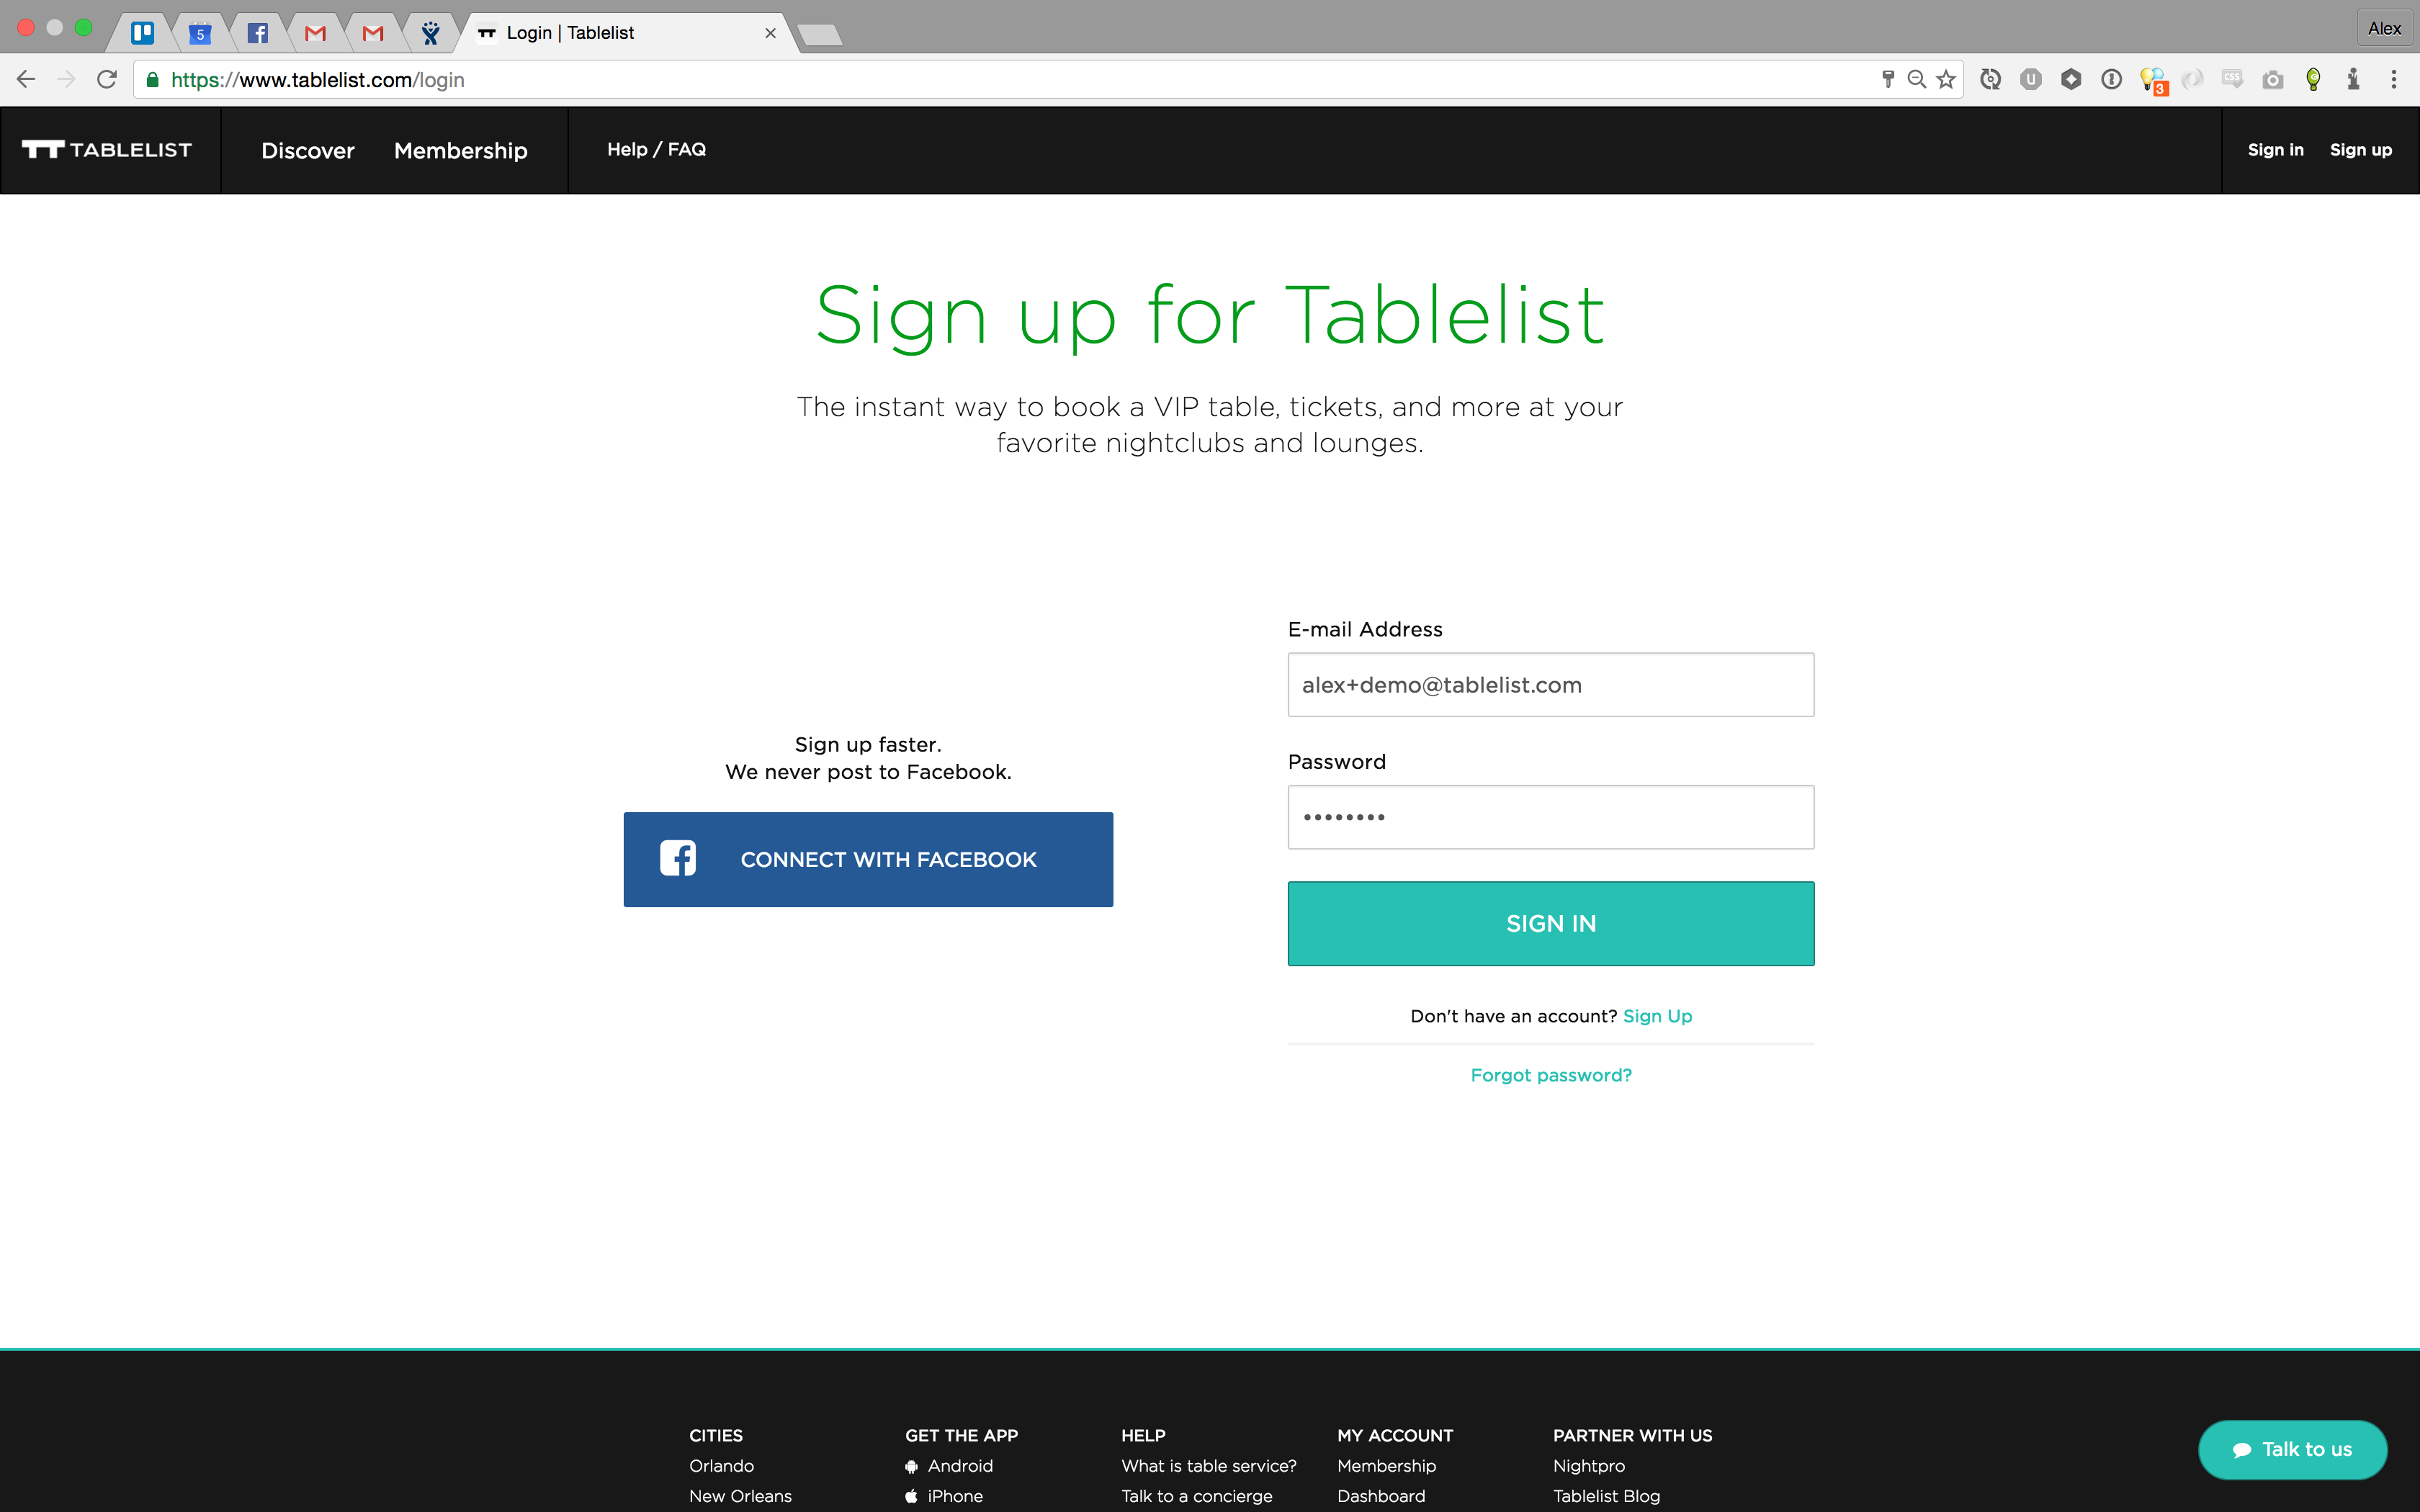 5
Login | Tablelist
Alex
https://www.tablelist.com/login
U
CSS
3
TABLELIST
Discover
Membership
Help / FAQ
Sign in
Sign up
Sign up for Tablelist
The instant way to book a VIP table, tickets, and more at your
favorite nightclubs and lounges.
Sign up faster.
We never post to Facebook.
CONNECT WITH FACEBOOK
E-mail Address
alex+demo@tablelist.com
Password
••••••••
SIGN IN
Don't have an account? Sign Up
Forgot password?
CITIES
Orlando
New Orleans
GET THE APP
Android
iPhone
HELP
What is table service?
Talk to a concierge
MY ACCOUNT
Membership
Dashboard
PARTNER WITH US
Nightpro
Tablelist Blog
Talk to us